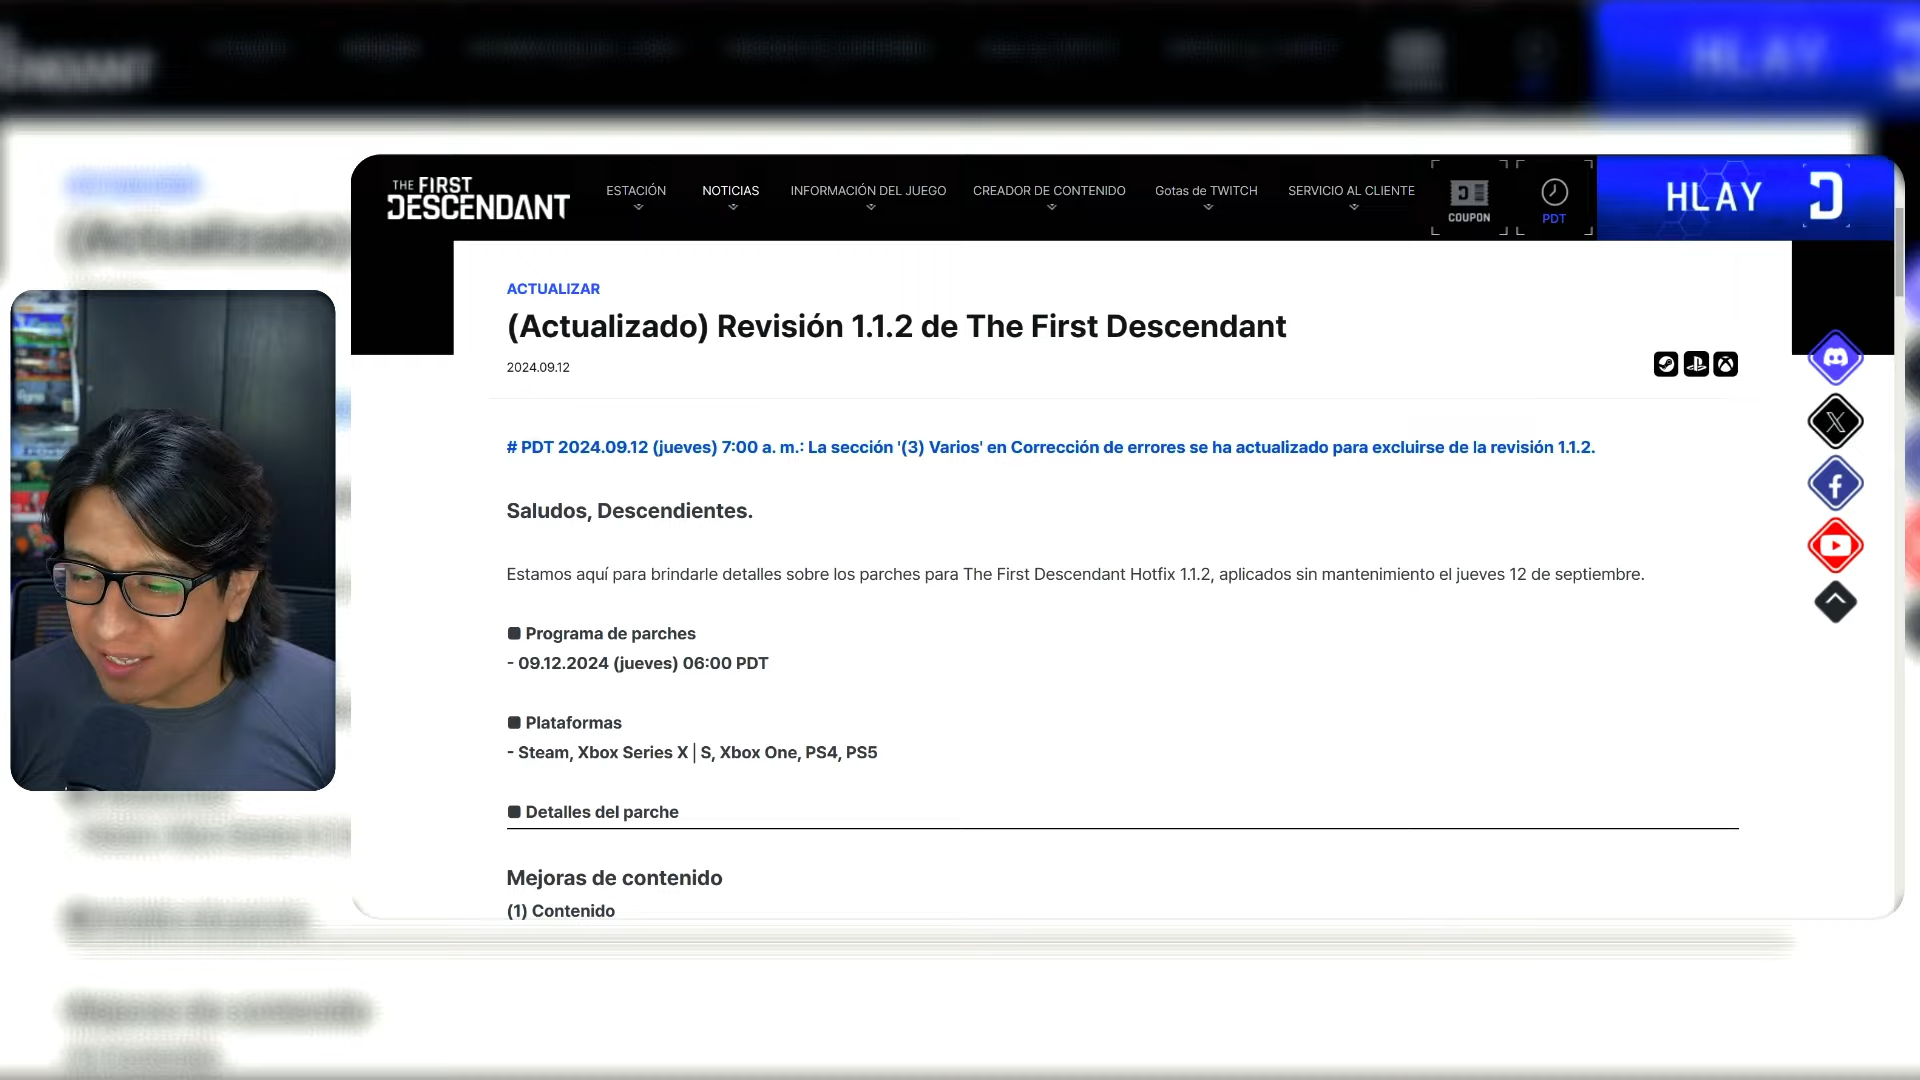 THE FIRST
DESCENDANT
ESTACIÓN
NOTICIAS
INFORMACIÓN DEL JUEGO
CREADOR DE CONTENIDO
Gotas de TWITCH
SERVICIO AL CLIENTE
COUPON
PDT
HLAY
ACTUALIZAR
(Actualizado) Revisión 1.1.2 de The First Descendant
2024.09.12
# PDT 2024.09.12 (jueves) 7:00 a. m.: La sección '(3) Varios' en Corrección de errores se ha actualizado para excluirse de la revisión 1.1.2.
Saludos, Descendientes.
Estamos aquí para brindarle detalles sobre los parches para The First Descendant Hotfix 1.1.2, aplicados sin mantenimiento el jueves 12 de septiembre.
■ Programa de parches
- 09.12.2024 (jueves) 06:00 PDT
■ Plataformas
- Steam, Xbox Series X | S, Xbox One, PS4, PS5
■ Detalles del parche
Mejoras de contenido
(1) Contenido